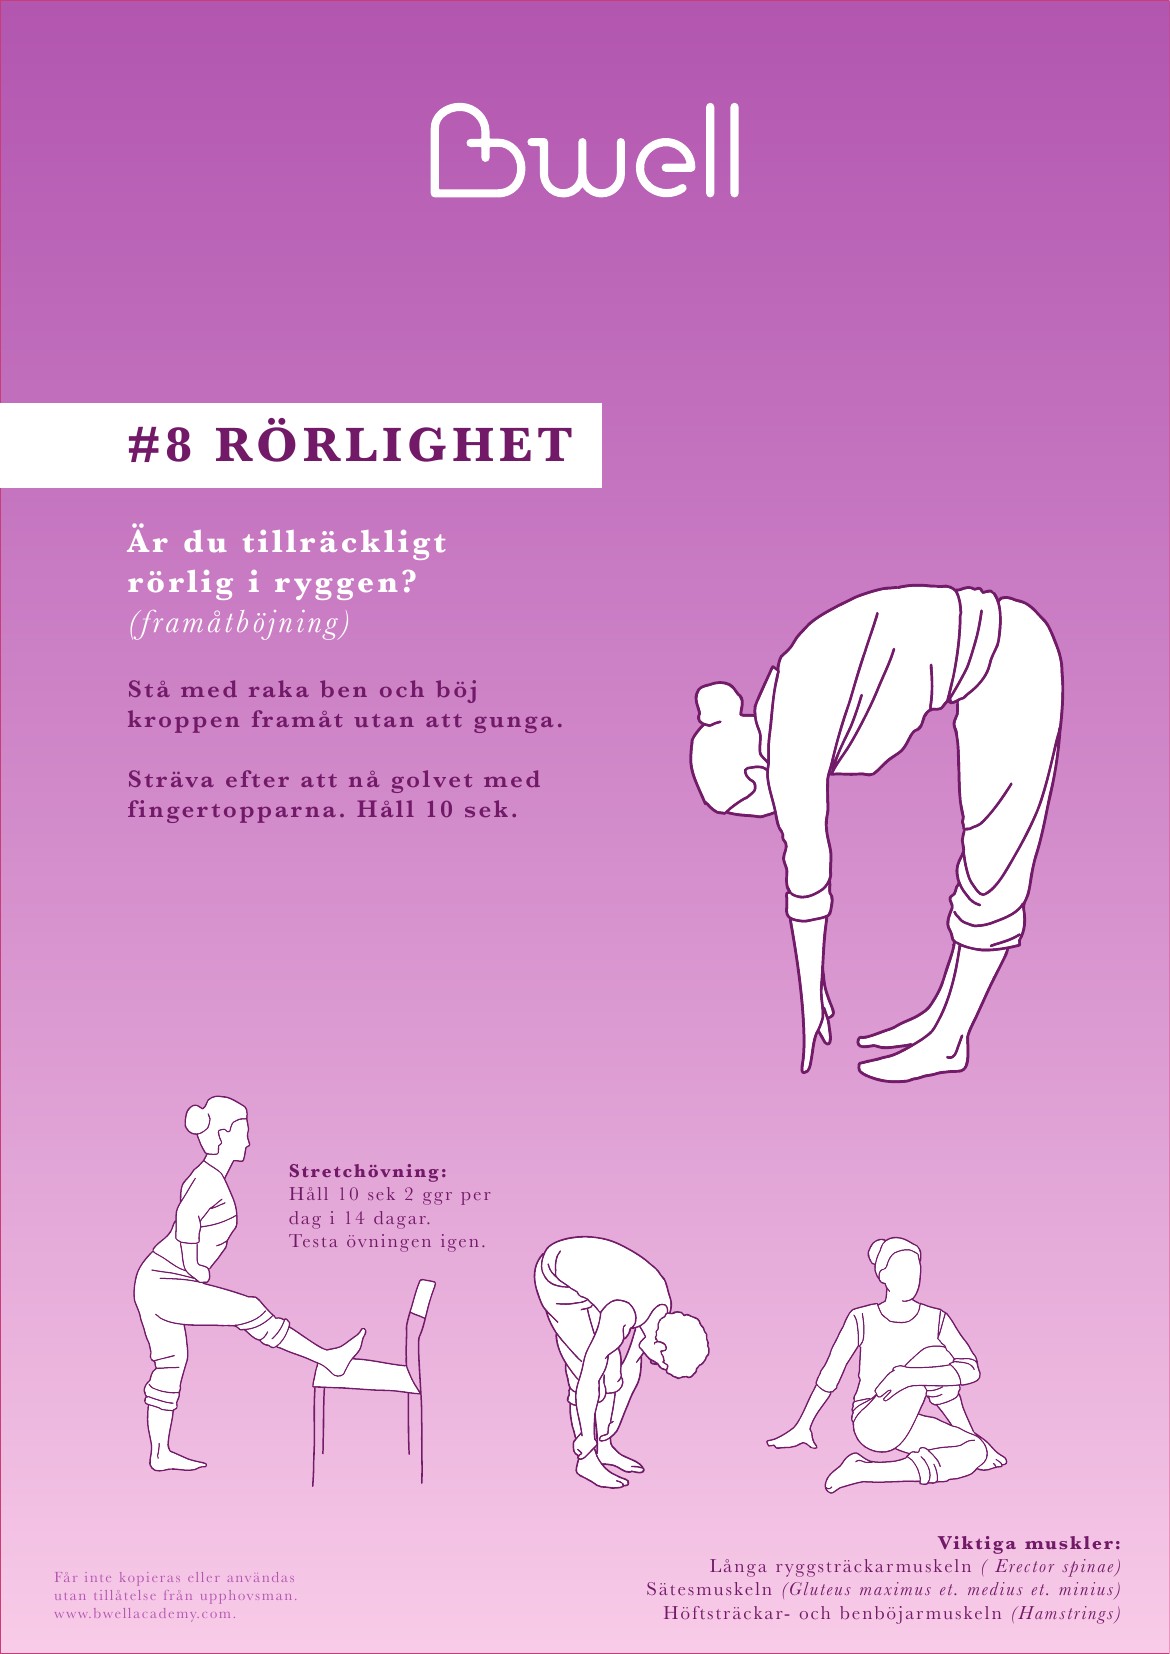 Bwell
#8 RÖRLIGHET
Är du tillräckligt
rörlig i ryggen?
(framåtböjning)
Stå med raka ben och böj
kroppen framåt utan att gunga.
Sträva efter att nå golvet med
fingertopparna. Håll 10 sek.
Stretchövning:
Håll 10 sek 2 ggr per
dag i 14 dagar.
Testa övningen igen.
Viktiga muskler:
Långa ryggsträckarmuskeln ( Erector spinae)
Sätesmuskeln (Gluteus maximus et. medius et. minius)
Höftsträckar- och benböjarmuskeln (Hamstrings)
Får inte kopieras eller användas
utan tillåtelse från upphovsman.
www.bwellacademy.com.